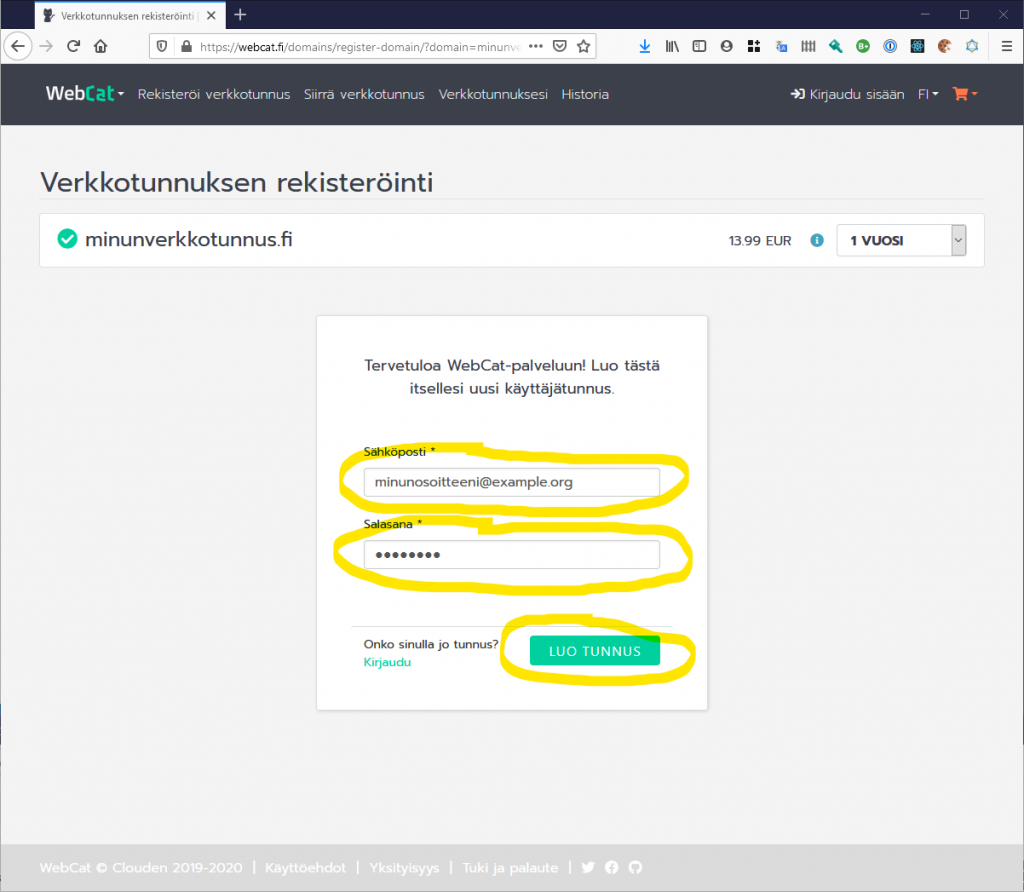 Verkkotunnuksen rekisteröinti |
https://webcat.fi/domains/register-domain/?domain=minunve
WebCat
Rekisteröi verkkotunnus
Siirrä verkkotunnus
Verkkotunnuksesi
Historia
Kirjaudu sisään
FI
Verkkotunnuksen rekisteröinti
minunverkkotunnus.fi
13.99 EUR
1 VUOSI
Tervetuloa WebCat-palveluun! Luo tästä
itsellesi uusi käyttäjätunnus.
Sähköposti *
minunosoitteeni@example.org
Salasana *
••••••••
Onko sinulla jo tunnus?
Kirjaudu
LUO TUNNUS
WebCat © Clouden 2019-2020 | Käyttöehdot | Yksityisyys | Tuki ja palaute |